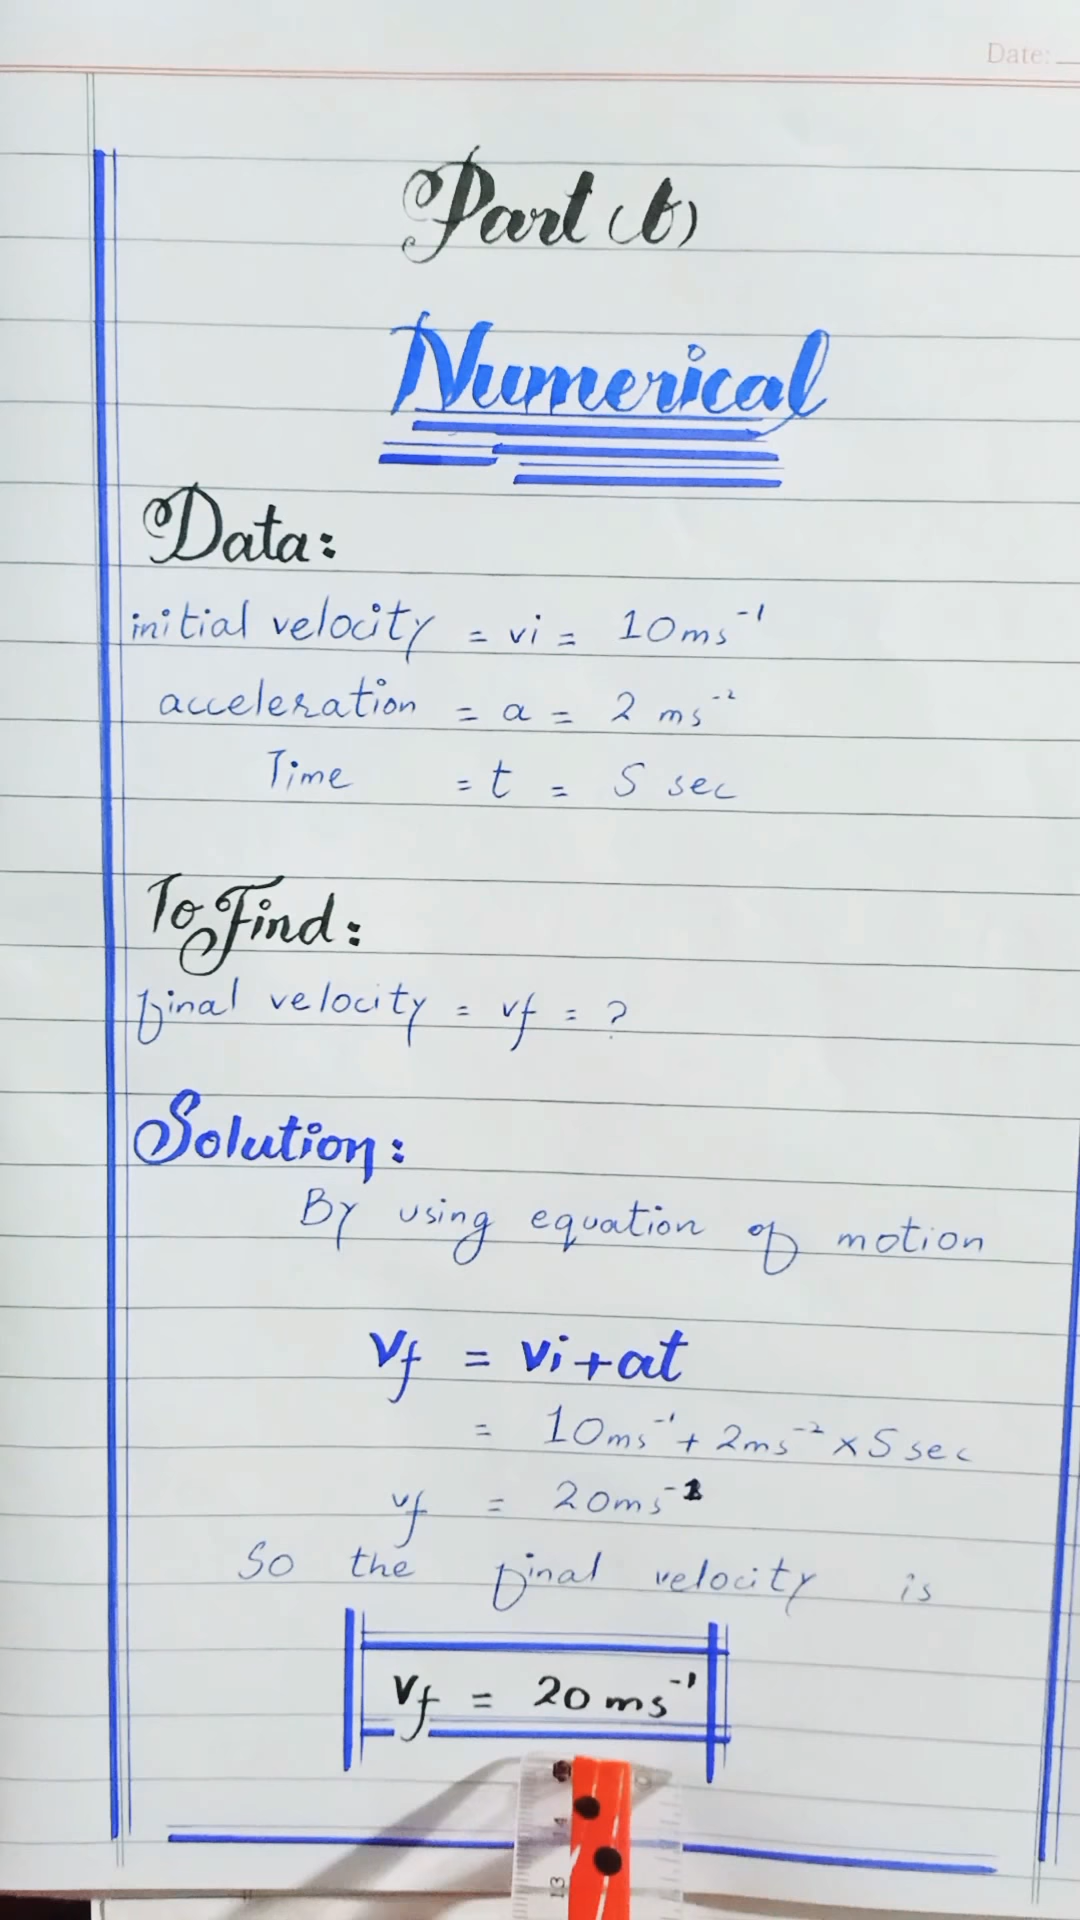 Date:
Part (b)
Numerical
Data:
initial velocity = vi = 10ms⁻¹
acceleration = a = 2 ms⁻²
Time = t = 5 sec
To Find:
final velocity = vf = ?
Solution:
By using equation of motion
Vf = vi+at
= 10ms⁻¹ + 2ms⁻² × 5 sec
vf = 20ms⁻¹
So the final velocity is
Vf = 20 ms⁻¹
14
13